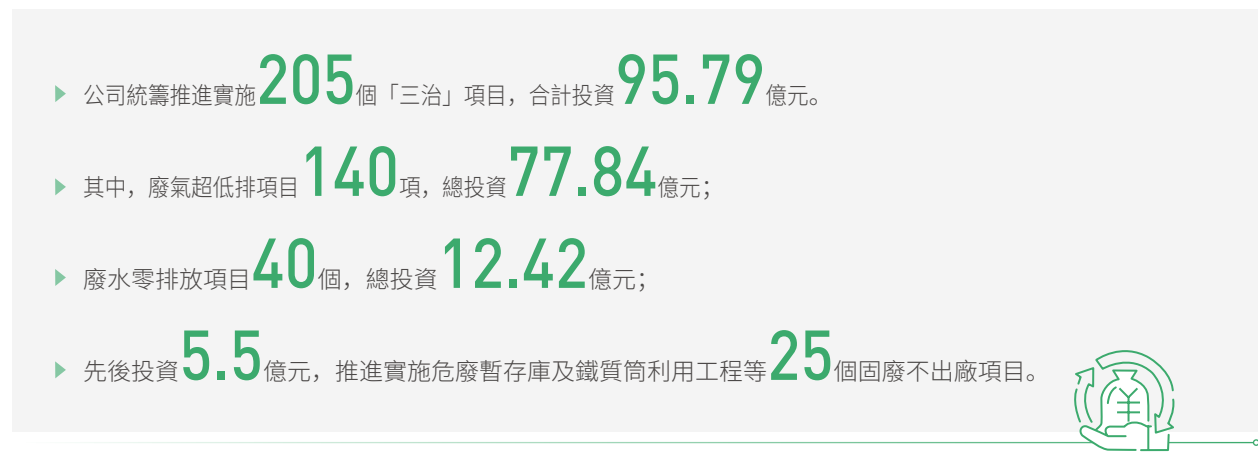 公司統籌推進實施205個「三治」項目，合計投資95.79億元。
其中，廢氣超低排項目140項，總投資77.84億元；
廢水零排放項目40個，總投資12.42億元；
先後投資5.5億元，推進實施危廢暫存庫及鐵質筒利用工程等25個固廢不出廠項目。